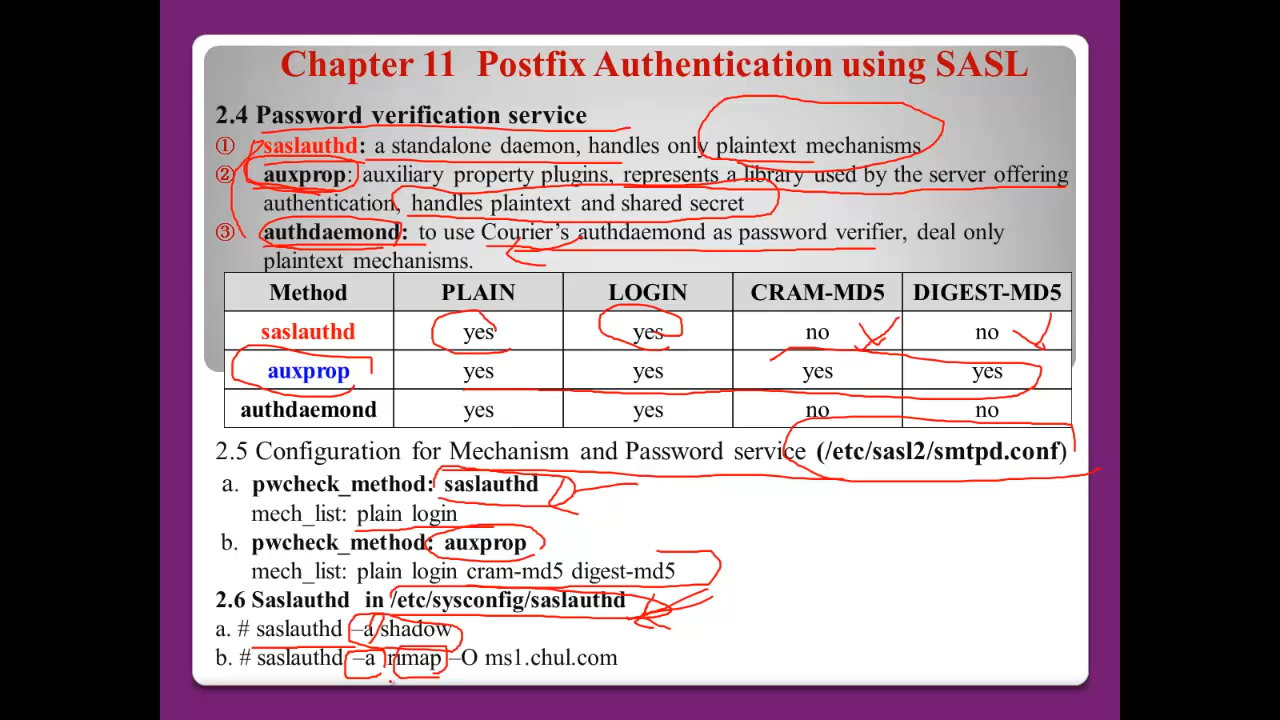 Chapter 11 Postfix Authentication using SASL
2.4 Password verification service
① saslauthd: a standalone daemon, handles only plaintext mechanisms
② auxprop: auxiliary property plugins, represents a library used by the server offering
authentication, handles plaintext and shared secret
③ authdaemond: to use Courier's authdaemond as password verifier, deal only
plaintext mechanisms.
Method PLAIN LOGIN CRAM-MD5 DIGEST-MD5
saslauthd yes yes no no
auxprop yes yes yes yes
authdaemond yes yes no no
2.5 Configuration for Mechanism and Password service (/etc/sasl2/smtpd.conf)
a. pwcheck_method: saslauthd
mech_list: plain login
b. pwcheck_method: auxprop
mech_list: plain login cram-md5 digest-md5
2.6 Saslauthd in /etc/sysconfig/saslauthd
a. # saslauthd –a shadow
b. # saslauthd –a rimap –O ms1.chul.com